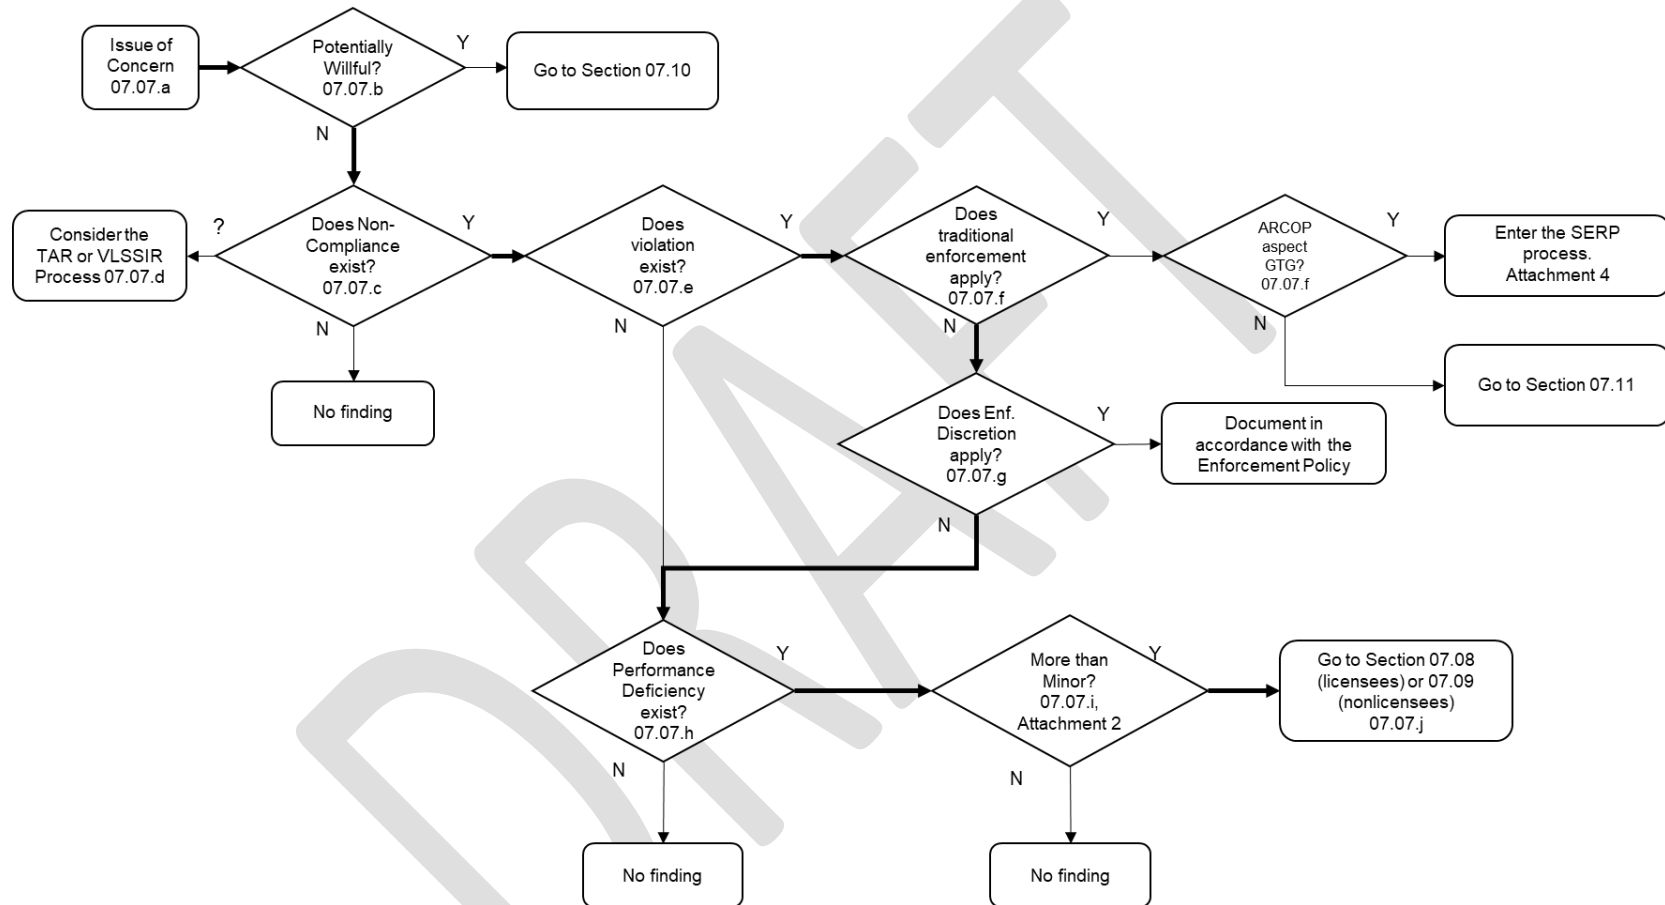 Issue of
Concern
07.07.a
Potentially
Willful?
07.07.b
Y
Go to Section 07.10
N
Consider the
TAR or VLSSIR
Process 07.07.d
?
Does Non-
Compliance
exist?
07.07.c
Y
Does
violation
exist?
07.07.e
Y
Does
traditional
enforcement
apply?
07.07.f
Y
ARCOP
aspect
GTG?
07.07.f
Y
Enter the SERP
process.
Attachment 4
N
N
N
N
Go to Section 07.11
No finding
Does Enf.
Discretion
apply?
07.07.g
Y
Document in
accordance with the
Enforcement Policy
N
Does
Performance
Deficiency
exist?
07.07.h
Y
More than
Minor?
07.07.i,
Attachment 2
Y
Go to Section 07.08
(licensees) or 07.09
(nonlicensees)
07.07.j
N
N
No finding
No finding
DRAFT